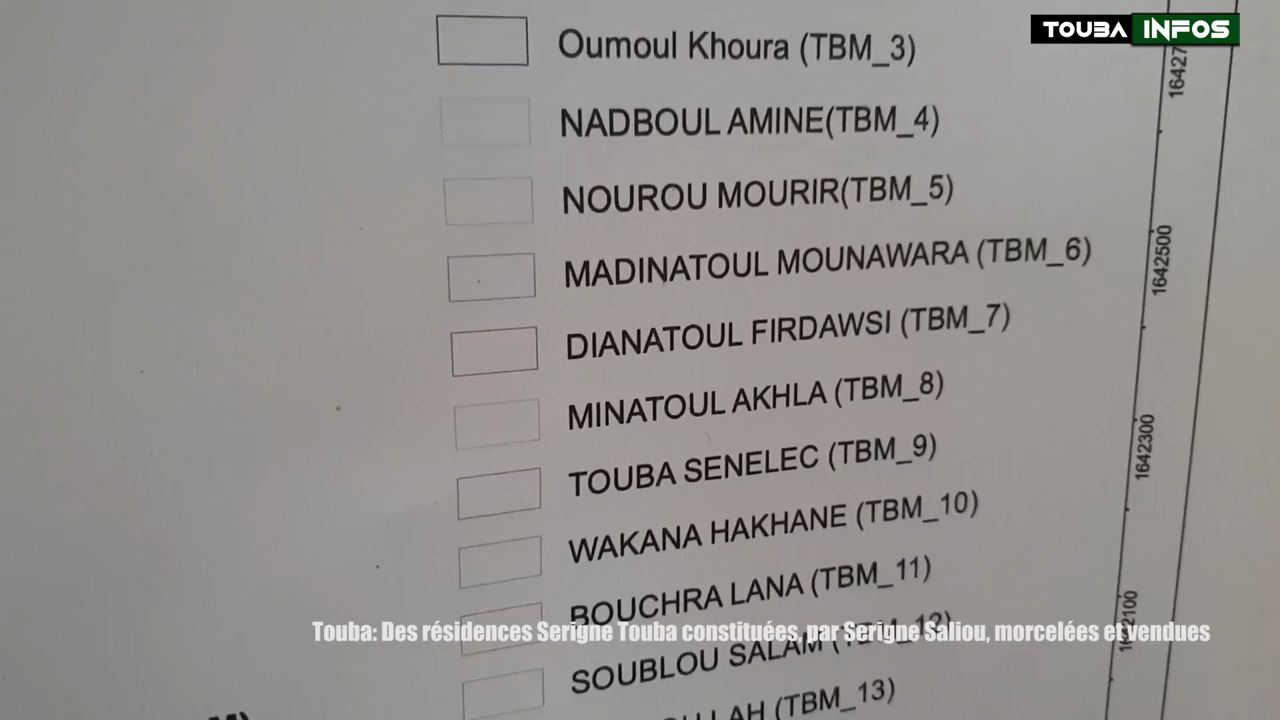 TOUBA INFOS
Oumoul Khoura (TBM_3)
NADBOUL AMINE(TBM_4)
NOUROU MOURIR(TBM_5)
MADINATOUL MOUNAWARA (TBM_6)
DIANATOUL FIRDAWSI (TBM_7)
MINATOUL AKHLA (TBM_8)
TOUBA SENELEC (TBM_9)
WAKANA HAKHANE (TBM_10)
BOUCHRA LANA (TBM_11)
SOUBLOU SALAM (TBM_12)
(TBM_13)
16427
1642500
1642300
1642100
Touba: Des résidences Serigne Touba constituées, par Serigne Saliou, morcelées et vendues